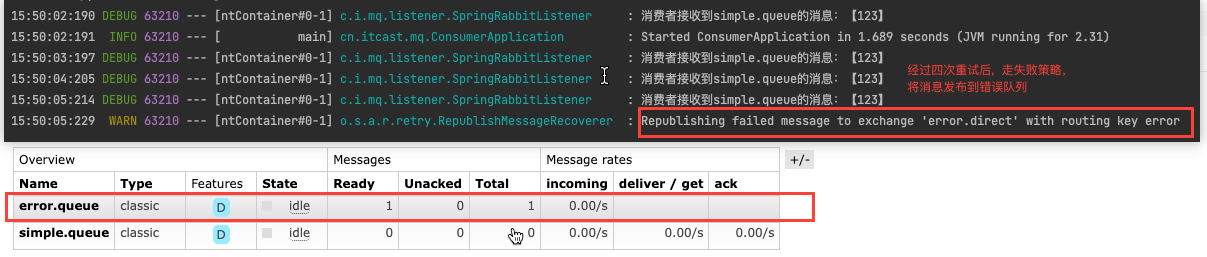 15:50:02:190 DEBUG 63210 --- [ntContainer#0-1] c.i.mq.listener.SpringRabbitListener : 消费者接收到simple.queue的消息：【123】
15:50:02:191 INFO 63210 --- [ main] cn.itcast.mq.ConsumerApplication : Started ConsumerApplication in 1.689 seconds (JVM running for 2.31)
15:50:03:197 DEBUG 63210 --- [ntContainer#0-1] c.i.mq.listener.SpringRabbitListener : 消费者接收到simple.queue的消息：【123】
15:50:04:205 DEBUG 63210 --- [ntContainer#0-1] c.i.mq.listener.SpringRabbitListener : 消费者接收到simple.queue的消息：【123】
15:50:05:214 DEBUG 63210 --- [ntContainer#0-1] c.i.mq.listener.SpringRabbitListener : 消费者接收到simple.queue的消息：【123】
经过四次重试后，走失败策略，
将消息发布到错误队列
15:50:05:229 WARN 63210 --- [ntContainer#0-1] o.s.a.r.retry.RepublishMessageRecoverer : Republishing failed message to exchange 'error.direct' with routing key error
Overview Messages Message rates +/-
Name Type Features State Ready Unacked Total incoming deliver / get ack
error.queue classic D idle 1 0 1 0.00/s
simple.queue classic D idle 0 0 0 0.00/s 0.00/s 0.00/s